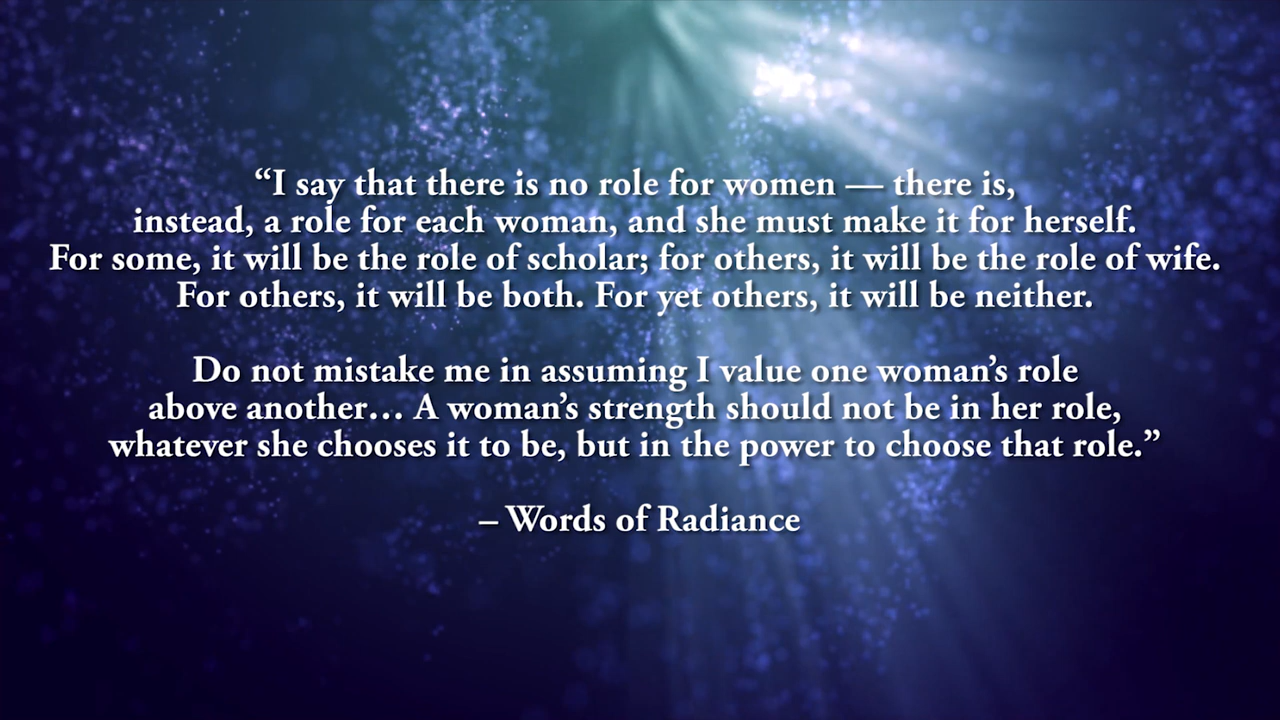 “I say that there is no role for women — there is,
instead, a role for each woman, and she must make it for herself.
For some, it will be the role of scholar; for others, it will be the role of wife.
For others, it will be both. For yet others, it will be neither.
Do not mistake me in assuming I value one woman’s role
above another… A woman’s strength should not be in her role,
whatever she chooses it to be, but in the power to choose that role.”
– Words of Radiance